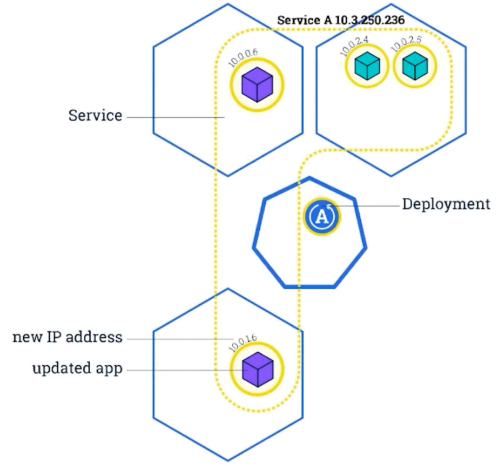 Service A 10.3.250.236
10.0.0.6
10.0.2.4
10.0.2.5
Service
A
Deployment
new IP address
10.0.1.6
updated app